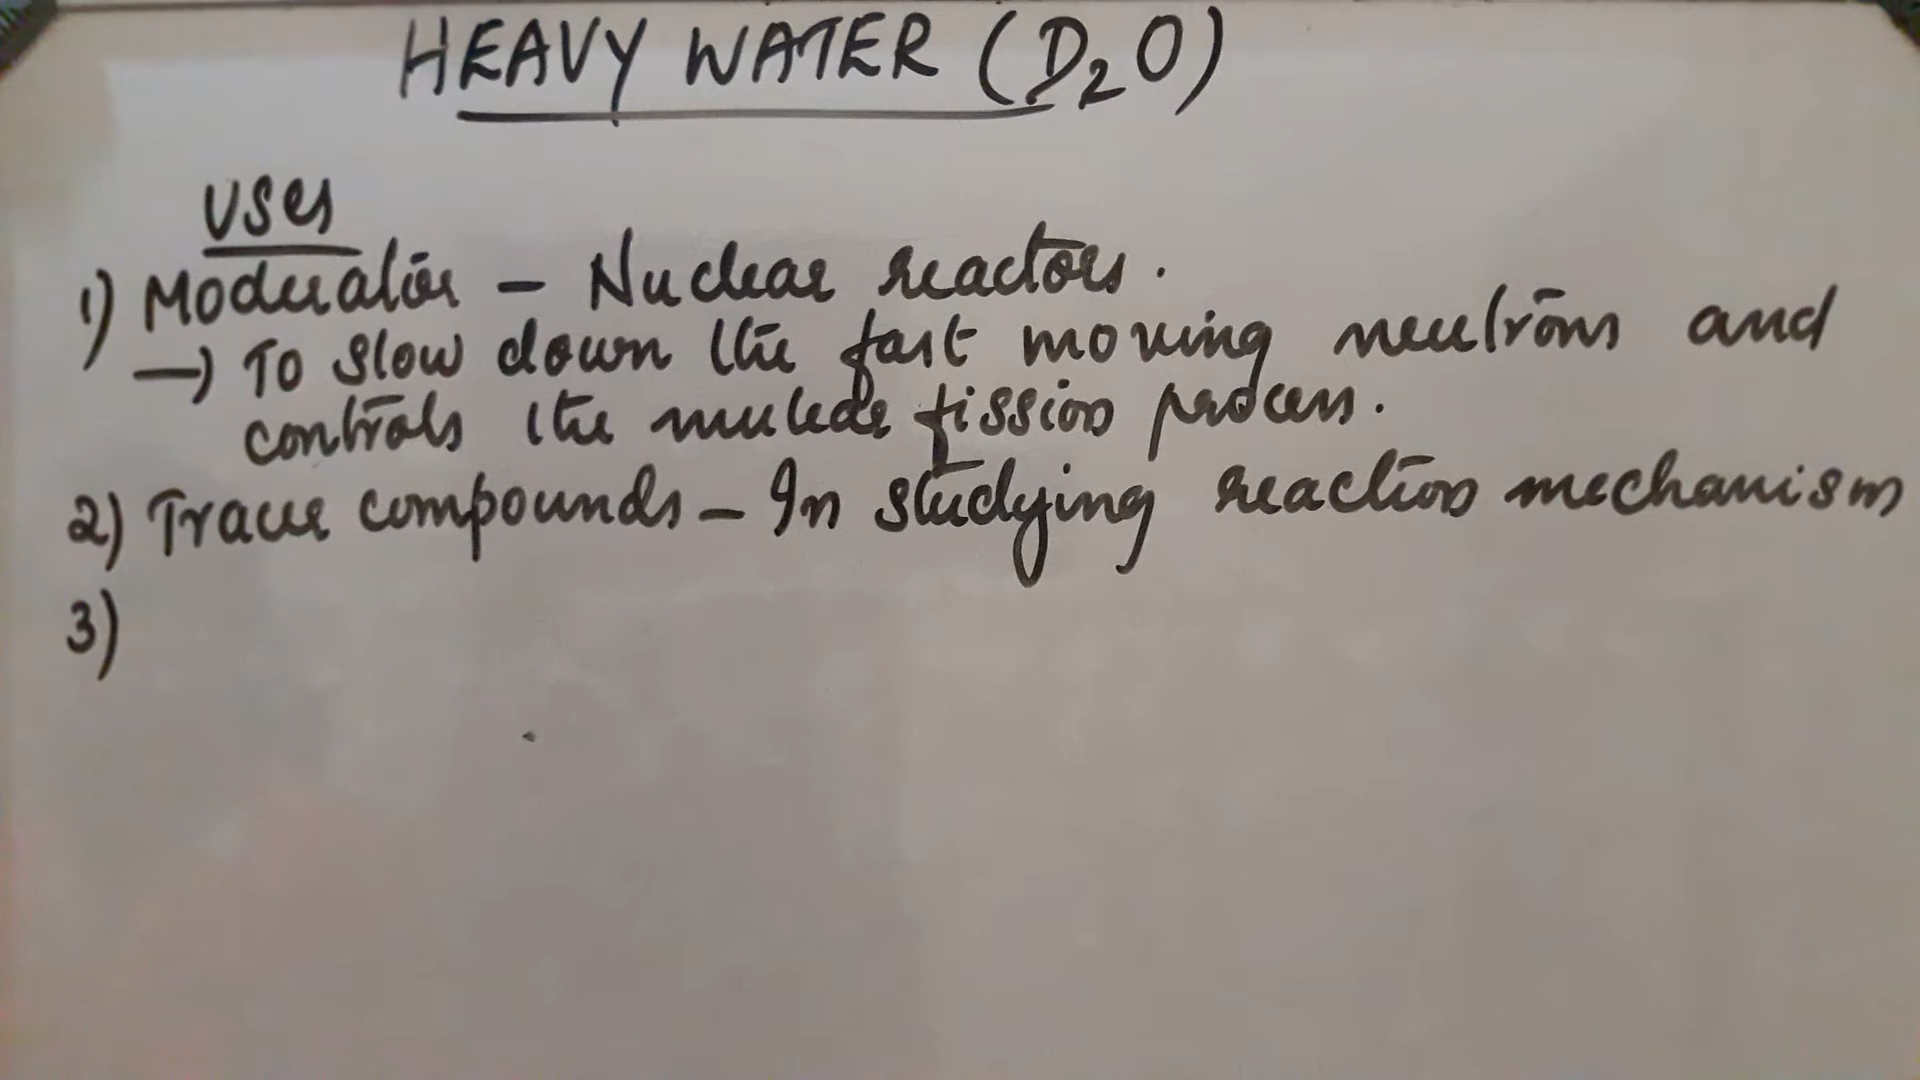 HEAVY WATER (D₂O)
Uses
1) Moderator - Nuclear reactors.
→ To slow down the fast moving neutrons and
controls the nuclear fission process.
2) Tracer compounds - In studying reaction mechanism
3)